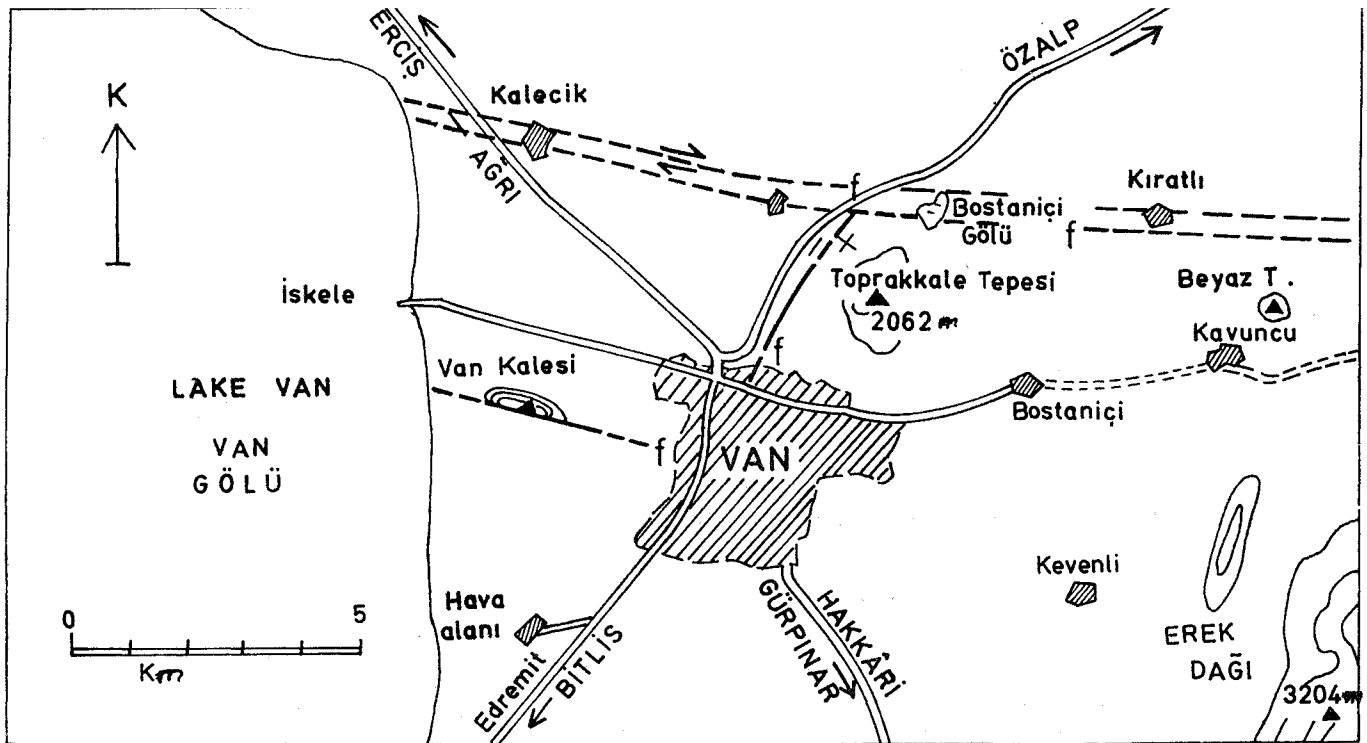 ERCİŞ
AĞRI
ÖZALP
K
Kalecik
f
Bostaniçi
Gölü
Kıratlı
f
İskele
Toprakkale Tepesi
2062 m
Beyaz T.
Kavuncu
f
Van Kalesi
LAKE VAN
VAN
GÖLÜ
f
VAN
Bostaniçi
Kevenli
EREK
DAĞI
3204 m
Hava
alanı
Edremit
BİTLİS
GÜRPINAR
HAKKÂRİ
0 5
Km